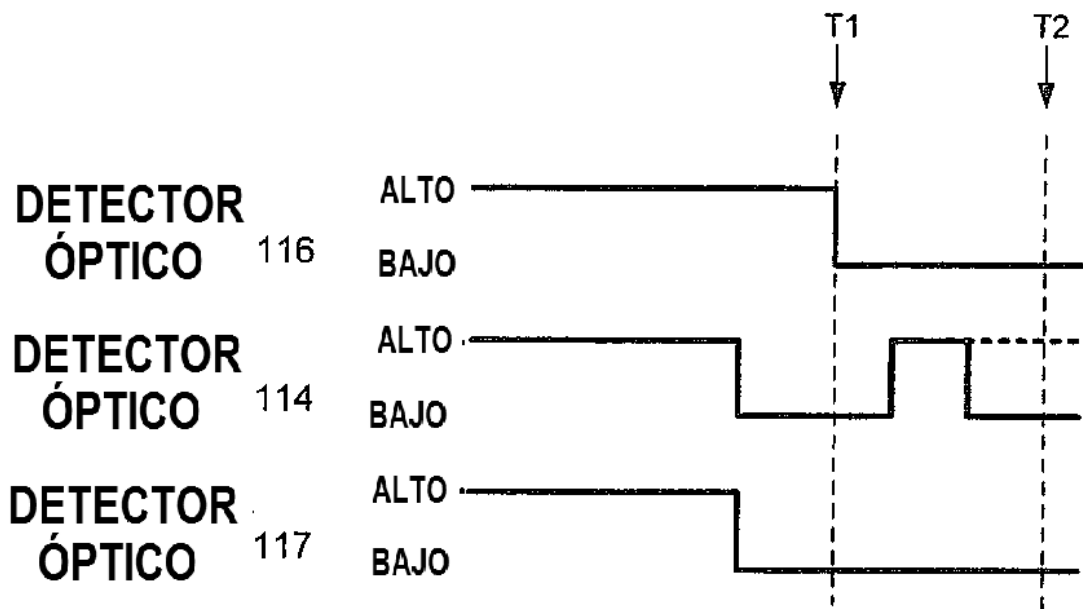 T1 T2
DETECTOR
ÓPTICO 116
ALTO
BAJO
DETECTOR
ÓPTICO 114
ALTO
BAJO
DETECTOR
ÓPTICO 117
ALTO
BAJO